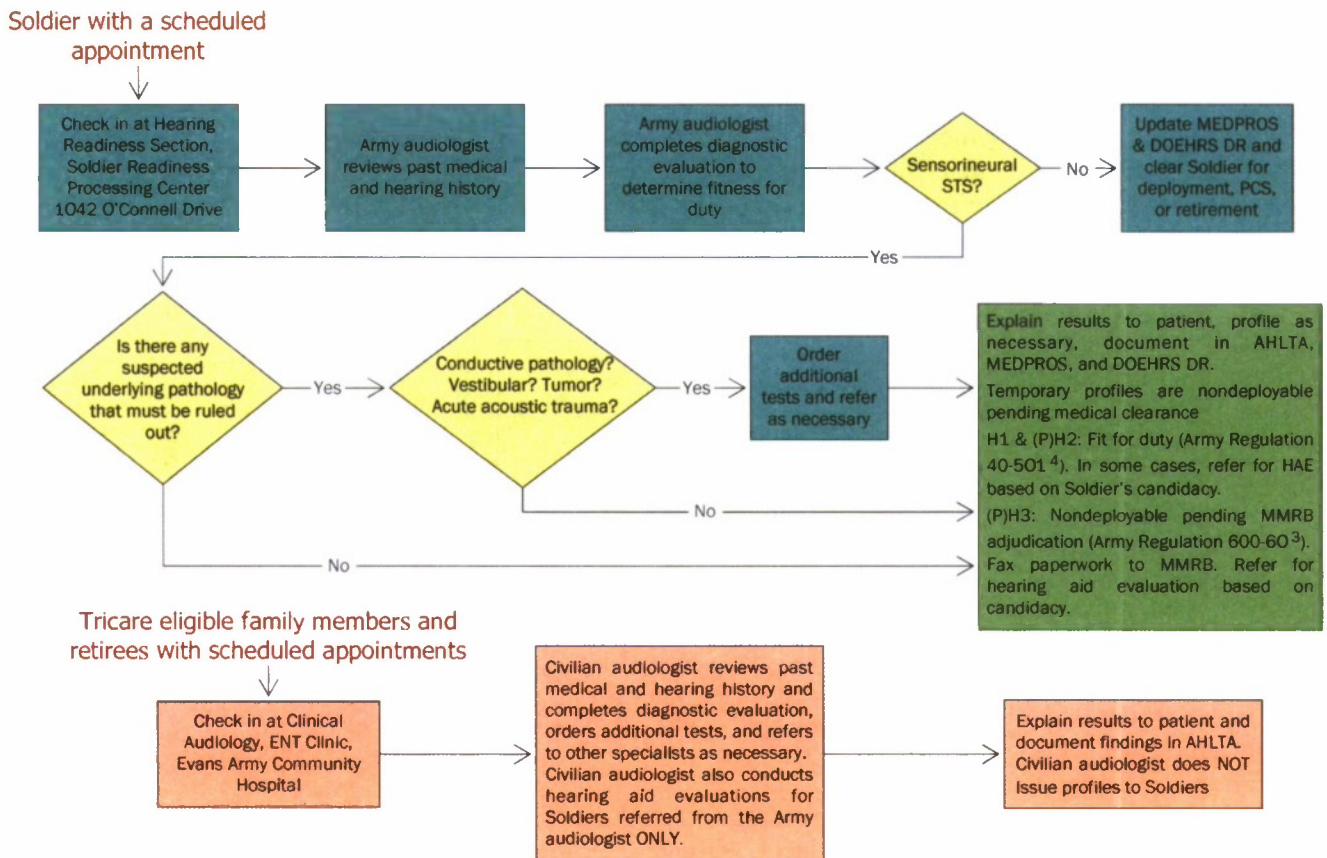 Soldier with a scheduled
appointment
Check in at Hearing
Readiness Section,
Soldier Readiness
Processing Center
1042 O'Connell Drive
Army audiologist
reviews past medical
and hearing history
Army audiologist
completes diagnostic
evaluation to
determine fitness for
duty
Sensorineural
STS?
No
Update MEDPROS
& DOEHRS DR and
clear Soldier for
deployment, PCS,
or retirement
Yes
Is there any
suspected
underlying pathology
that must be ruled
out?
Yes
Conductive pathology?
Vestibular? Tumor?
Acute acoustic trauma?
Yes
Order
additional
tests and refer
as necessary
No
No
Explain results to patient, profile as
necessary, document in AHLTA,
MEDPROS, and DOEHRS DR.
Temporary profiles are nondeployable
pending medical clearance
H1 & (P)H2: Fit for duty (Army Regulation
40-501 4). In some cases, refer for HAE
based on Soldier's candidacy.
(P)H3: Nondeployable pending MMRB
adjudication (Army Regulation 600-60 3).
Fax paperwork to MMRB. Refer for
hearing aid evaluation based on
candidacy.
Tricare eligible family members and
retirees with scheduled appointments
Check in at Clinical
Audiology, ENT Clinic,
Evans Army Community
Hospital
Civilian audiologist reviews past
medical and hearing history and
completes diagnostic evaluation,
orders additional tests, and refers
to other specialists as necessary.
Civilian audiologist also conducts
hearing aid evaluations for
Soldiers referred from the Army
audiologist ONLY.
Explain results to patient and
document findings in AHLTA.
Civilian audiologist does NOT
Issue profiles to Soldiers